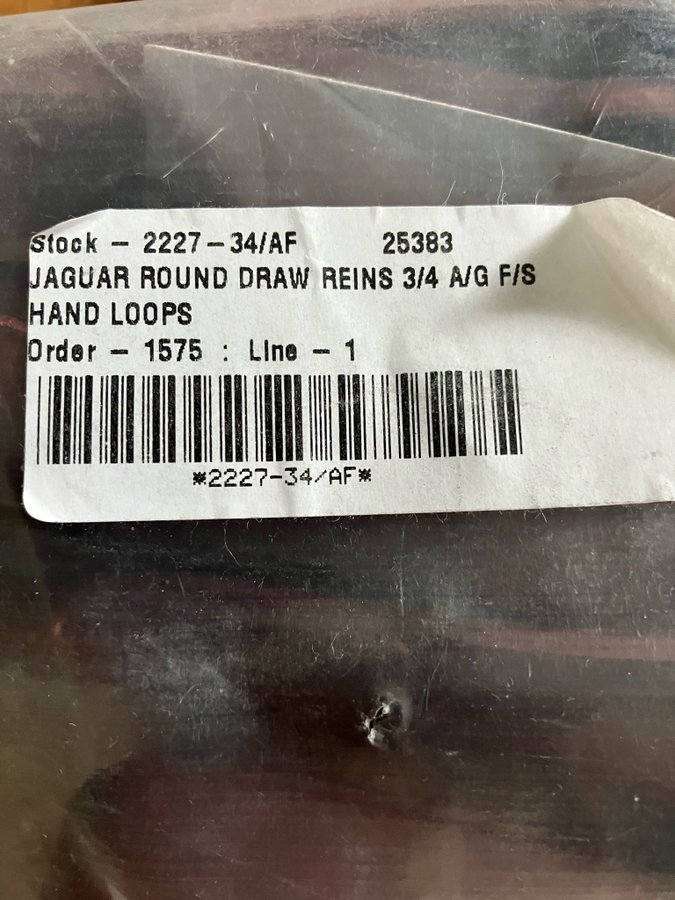 Stock - 2227-34/AF 25383
JAGUAR ROUND DRAW REINS 3/4 A/G F/S
HAND LOOPS
Order - 1575 : Line - 1
*2227-34/AF*